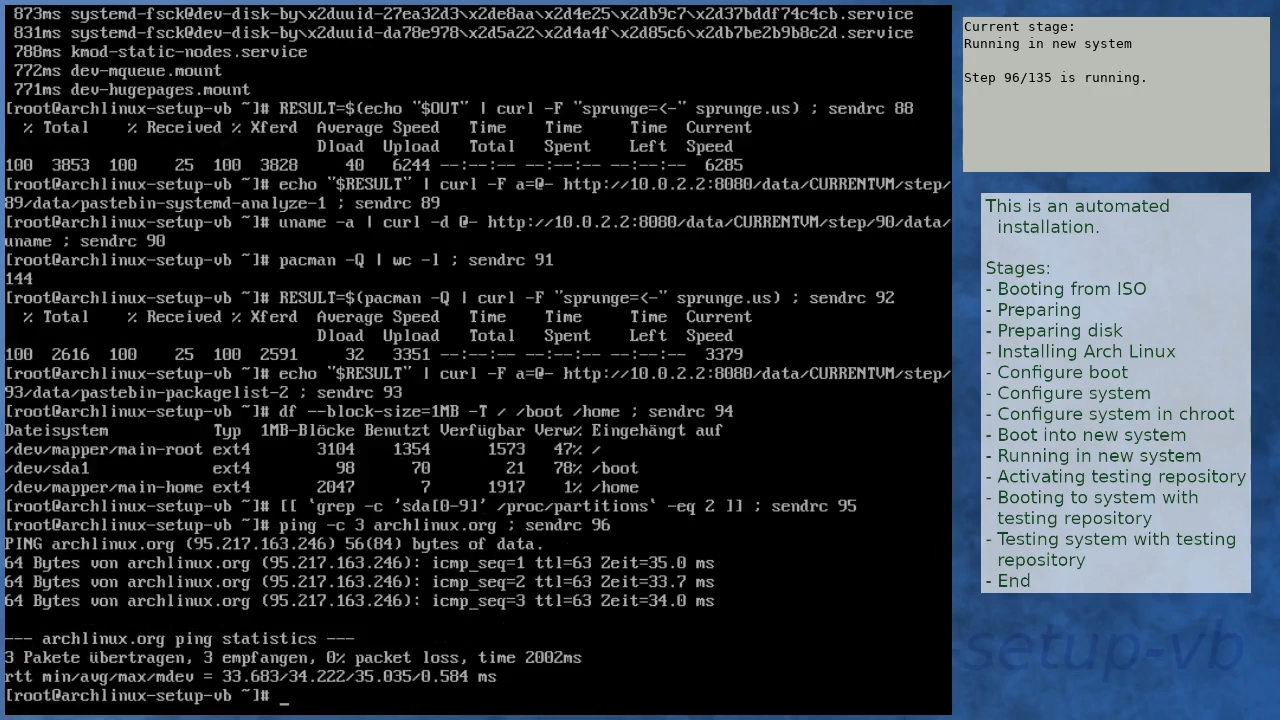 873ms systemd-fsck@dev-disk-by\x2duuid-27ea32d3\x2de8aa\x2d4e25\x2db9c7\x2d37bddf74c4cb.service
831ms systemd-fsck@dev-disk-by\x2duuid-da78e978\x2d5a22\x2d4a4f\x2d85c6\x2db7be2b9b8c2d.service
788ms kmod-static-nodes.service
772ms dev-mqueue.mount
771ms dev-hugepages.mount
[root@archlinux-setup-vb ~]# RESULT=$(echo "$OUT" | curl -F "sprunge=<-" sprunge.us) ; sendrc 88
% Total    % Received % Xferd  Average Speed   Time    Time     Time  Current
Dload  Upload   Total   Spent    Left  Speed
100  3853  100    25  100  3828     40   6244 --:--:-- --:--:-- --:--:--  6285
[root@archlinux-setup-vb ~]# echo "$RESULT" | curl -F a=@- http://10.0.2.2:8080/data/CURRENTVM/step/
89/data/pastebin-systemd-analyze-1 ; sendrc 89
[root@archlinux-setup-vb ~]# uname -a | curl -d @- http://10.0.2.2:8080/data/CURRENTVM/step/90/data/
uname ; sendrc 90
[root@archlinux-setup-vb ~]# pacman -Q | wc -l ; sendrc 91
144
[root@archlinux-setup-vb ~]# RESULT=$(pacman -Q | curl -F "sprunge=<-" sprunge.us) ; sendrc 92
% Total    % Received % Xferd  Average Speed   Time    Time     Time  Current
Dload  Upload   Total   Spent    Left  Speed
100  2616  100    25  100  2591     32   3351 --:--:-- --:--:-- --:--:--  3379
[root@archlinux-setup-vb ~]# echo "$RESULT" | curl -F a=@- http://10.0.2.2:8080/data/CURRENTVM/step/
93/data/pastebin-packagelist-2 ; sendrc 93
[root@archlinux-setup-vb ~]# df --block-size=1MB -T / /boot /home ; sendrc 94
Dateisystem           Typ  1MB-Blöcke Benutzt Verfügbar Verw% Eingehängt auf
/dev/mapper/main-root ext4       3104    1354      1573   47% /
/dev/sda1             ext4         98      70        21   78% /boot
/dev/mapper/main-home ext4       2047       7      1917    1% /home
[root@archlinux-setup-vb ~]# [[ `grep -c 'sda[0-9]' /proc/partitions` -eq 2 ]] ; sendrc 95
[root@archlinux-setup-vb ~]# ping -c 3 archlinux.org ; sendrc 96
PING archlinux.org (95.217.163.246) 56(84) bytes of data.
64 Bytes von archlinux.org (95.217.163.246): icmp_seq=1 ttl=63 Zeit=35.0 ms
64 Bytes von archlinux.org (95.217.163.246): icmp_seq=2 ttl=63 Zeit=33.7 ms
64 Bytes von archlinux.org (95.217.163.246): icmp_seq=3 ttl=63 Zeit=34.0 ms
--- archlinux.org ping statistics ---
3 Pakete übertragen, 3 empfangen, 0% packet loss, time 2002ms
rtt min/avg/max/mdev = 33.683/34.222/35.035/0.584 ms
[root@archlinux-setup-vb ~]# _
Current stage:
Running in new system
Step 96/135 is running.
This is an automated
installation.
Stages:
- Booting from ISO
- Preparing
- Preparing disk
- Installing Arch Linux
- Configure boot
- Configure system
- Configure system in chroot
- Boot into new system
- Running in new system
- Activating testing repository
- Booting to system with
testing repository
- Testing system with testing
repository
- End
setup-vb